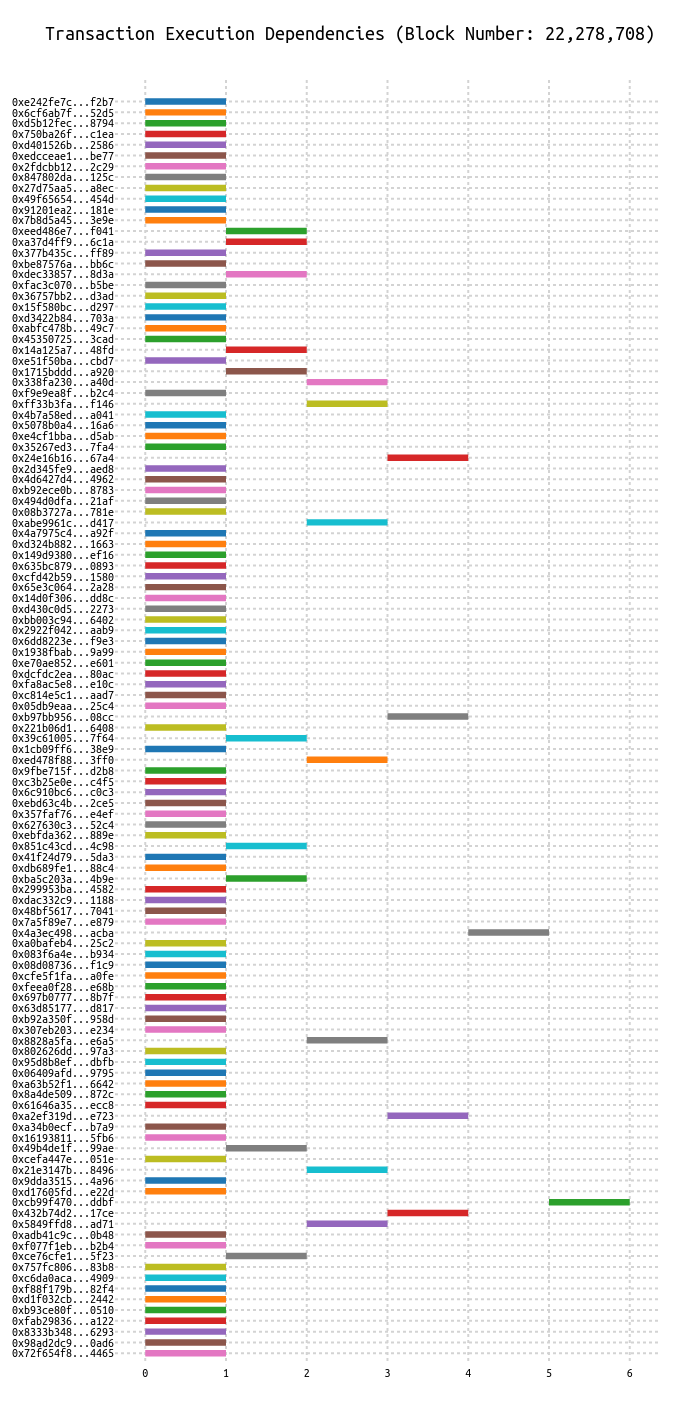 Transaction Execution Dependencies (Block Number: 22,278,708)
0xe242fe7c...f2b7
0x6cf6ab7f...52d5
0xd5b12fec...8794
0x750ba26f...c1ea
0xd401526b...2586
0xedcceae1...be77
0x2fdcbb12...2c29
0x847802da...125c
0x27d75aa5...a8ec
0x49f65654...454d
0x91201ea2...181e
0x7b8d5a45...3e9e
0xeed486e7...f041
0xa37d4ff9...6c1a
0x377b435c...ff89
0xbe87576a...bb6c
0xdec33857...8d3a
0xfac3c070...b5be
0x36757bb2...d3ad
0x15f580bc...d297
0xd3422b84...703a
0xabfc478b...49c7
0x45350725...3cad
0x14a125a7...48fd
0xe51f50ba...cbd7
0x1715bddd...a920
0x338fa230...a40d
0xf9e9ea8f...b2c4
0xff33b3fa...f146
0x4b7a58ed...a041
0x5078b0a4...16a6
0xe4cf1bba...d5ab
0x35267ed3...7fa4
0x24e16b16...67a4
0x2d345fe9...aed8
0x4d6427d4...4962
0xb92ece0b...8783
0x494d0dfa...21af
0x08b3727a...781e
0xabe9961c...d417
0x4a7975c4...a92f
0xd324b882...1663
0x149d9380...ef16
0x635bc879...0893
0xcfd42b59...1580
0x65e3c064...2a28
0x14d0f306...dd8c
0xd430c0d5...2273
0xbb003c94...6402
0x2922f042...aab9
0x6dd8223e...f9e3
0x1938fbab...9a99
0xe70ae852...e601
0xdcfdc2ea...80ac
0xfa8ac5e8...e10c
0xc814e5c1...aad7
0x05db9eaa...25c4
0xb97bb956...08cc
0x221b06d1...6408
0x39c61005...7f64
0x1cb09ff6...38e9
0xed478f88...3ff0
0x9fbe715f...d2b8
0xc3b25e0e...c4f5
0x6c910bc6...c0c3
0xebd63c4b...2ce5
0x357faf76...e4ef
0x627630c3...52c4
0xebfda362...889e
0x851c43cd...4c98
0x41f24d79...5da3
0xdb689fe1...88c4
0xba5c203a...4b9e
0x299953ba...4582
0xdac332c9...1188
0x48bf5617...7041
0x7a5f89e7...e879
0x4a3ec498...acba
0xa0bafeb4...25c2
0x083f6a4e...b934
0x08d08736...f1c9
0xcfe5f1fa...a0fe
0xfeea0f28...e68b
0x697b0777...8b7f
0x63d85177...d817
0xb92a350f...958d
0x307eb203...e234
0x8828a5fa...e6a5
0x802626dd...97a3
0x95d8b8ef...dbfb
0x06409afd...9795
0xa63b52f1...6642
0x8a4de509...872c
0x61646a35...ecc8
0xa2ef319d...e723
0xa34b0ecf...b7a9
0x16193811...5fb6
0x49b4de1f...99ae
0xcefa447e...051e
0x21e3147b...8496
0x9dda3515...4a96
0xd17605fd...e22d
0xcb99f470...ddbf
0x432b74d2...17ce
0x5849ffd8...ad71
0xadb41c9c...0b48
0xf077f1eb...b2b4
0xce76cfe1...5f23
0x757fc806...83b8
0xc6da0aca...4909
0xf88f179b...82f4
0xd1f032cb...2442
0xb93ce80f...0510
0xfab29836...a122
0x8333b348...6293
0x98ad2dc9...0ad6
0x72f654f8...4465
0 1 2 3 4 5 6